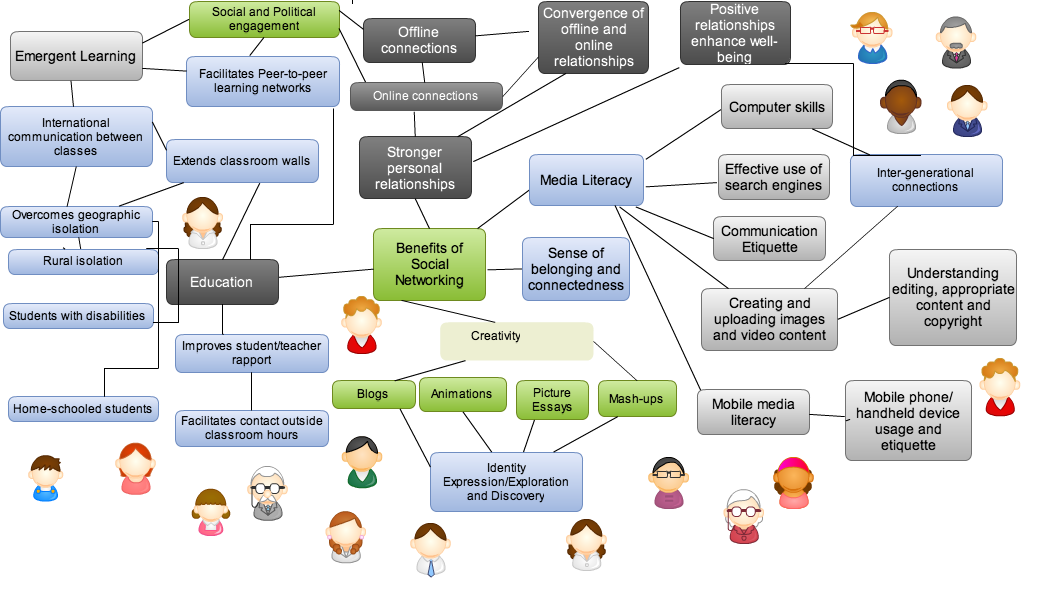 Social and Political
engagement
Emergent Learning
Offline
connections
Convergence of
offline and
online
relationships
Positive
relationships
enhance well-
being
Facilitates Peer-to-peer
learning networks
Online connections
Computer skills
International
communication between
classes
Extends classroom walls
Stronger
personal
relationships
Media Literacy
Effective use of
search engines
Inter-generational
connections
Overcomes geographic
isolation
Communication
Etiquette
Rural isolation
Education
Benefits of
Social
Networking
Sense of
belonging and
connectedness
Understanding
editing, appropriate
content and
copyright
Creating and
uploading images
and video content
Students with disabilities
Improves student/teacher
rapport
Creativity
Home-schooled students
Facilitates contact outside
classroom hours
Blogs
Animations
Picture
Essays
Mash-ups
Mobile media
literacy
Mobile phone/
handheld device
usage and
etiquette
Identity
Expression/Exploration
and Discovery